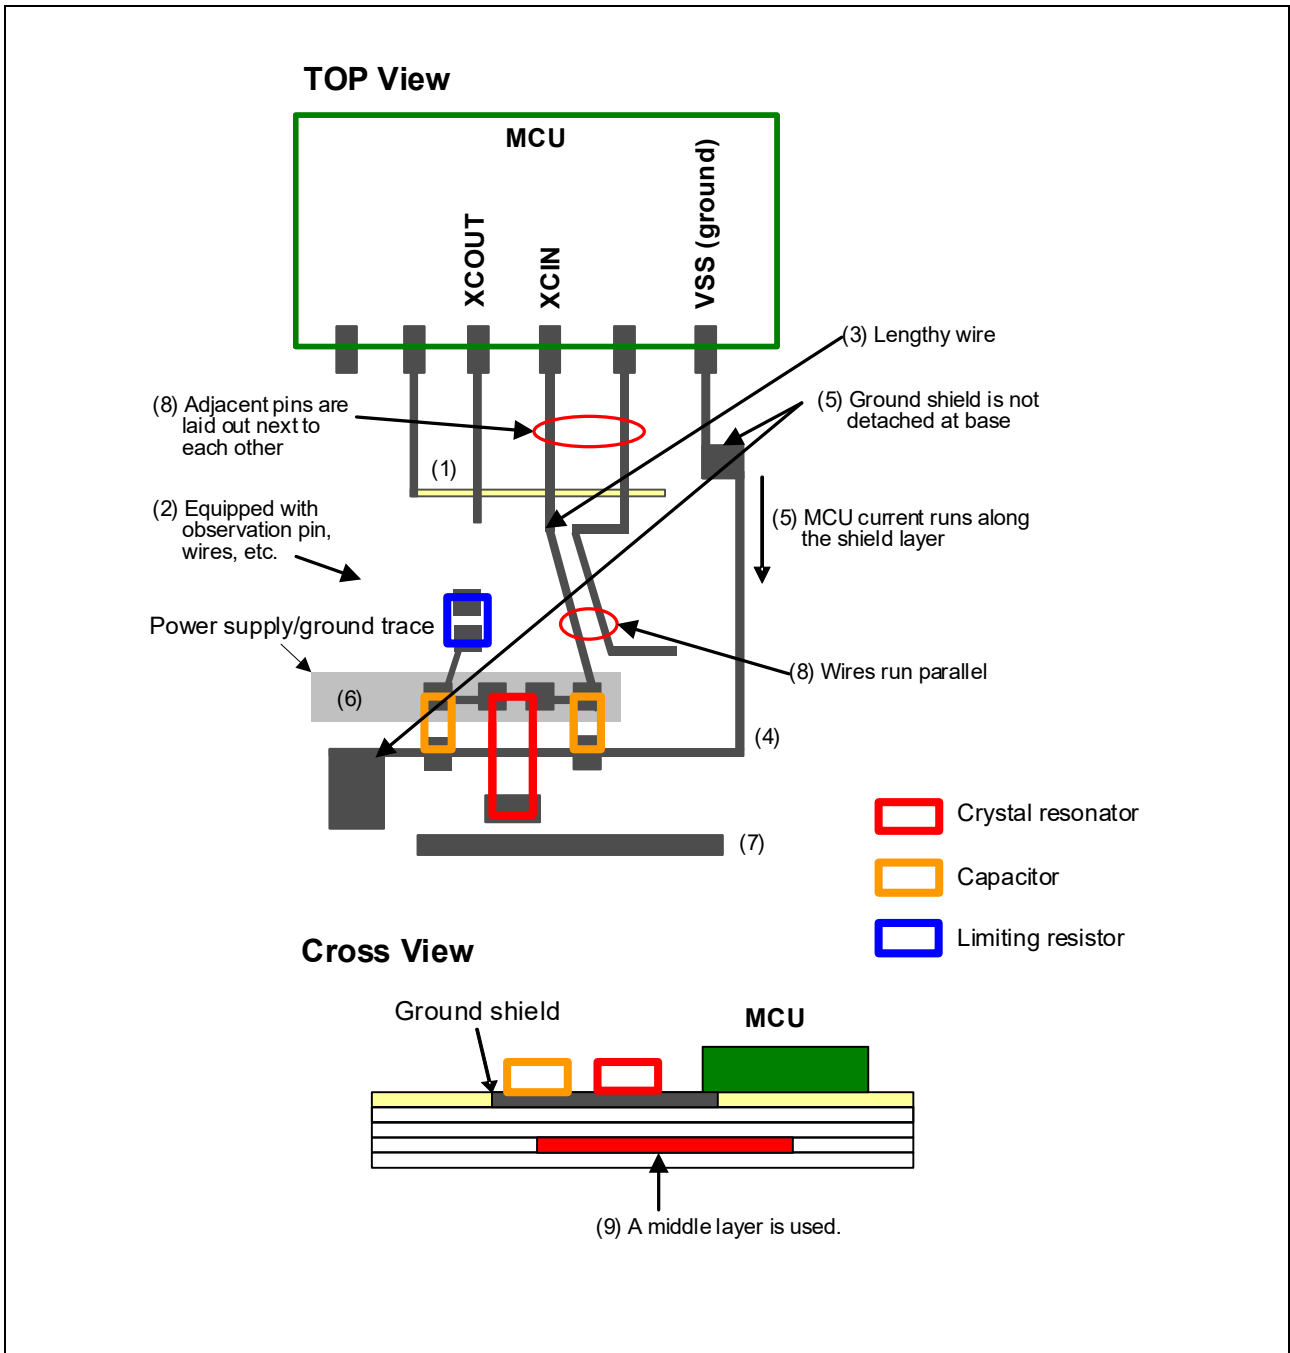 TOP View
MCU
XCOUT
XCIN
VSS (ground)
(3) Lengthy wire
(8) Adjacent pins are
laid out next to
each other
(5) Ground shield is not
detached at base
(1)
(2) Equipped with
observation pin,
wires, etc.
(5) MCU current runs along
the shield layer
Power supply/ground trace
(8) Wires run parallel
(6)
(4)
(7)
Crystal resonator
Capacitor
Limiting resistor
Cross View
Ground shield
MCU
(9) A middle layer is used.